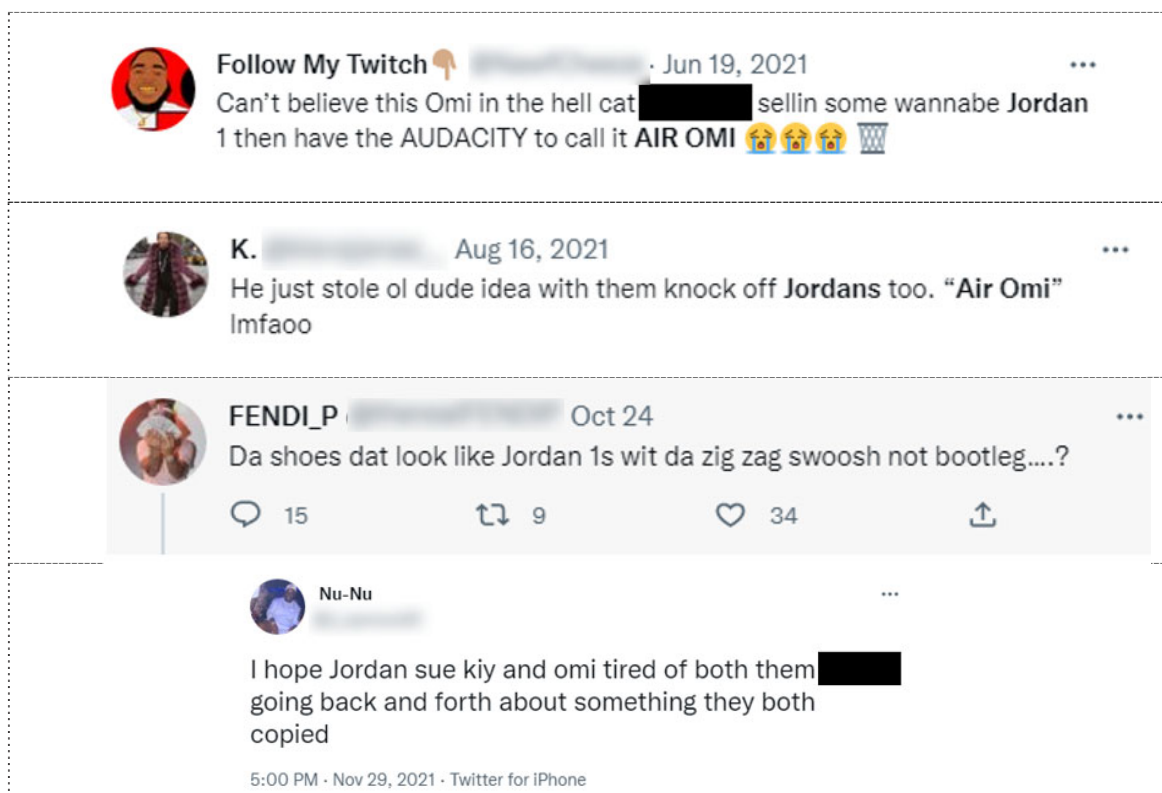 Follow My Twitch👇🏽 · Jun 19, 2021
Can’t believe this Omi in the hell cat sellin some wannabe Jordan
1 then have the AUDACITY to call it AIR OMI 😭😭😭 🗑️
K. Aug 16, 2021
He just stole ol dude idea with them knock off Jordans too. “Air Omi”
lmfaoo
FENDI_P Oct 24
Da shoes dat look like Jordan 1s wit da zig zag swoosh not bootleg....?
15 9 34
Nu-Nu
I hope Jordan sue kiy and omi tired of both them
going back and forth about something they both
copied
5:00 PM · Nov 29, 2021 · Twitter for iPhone